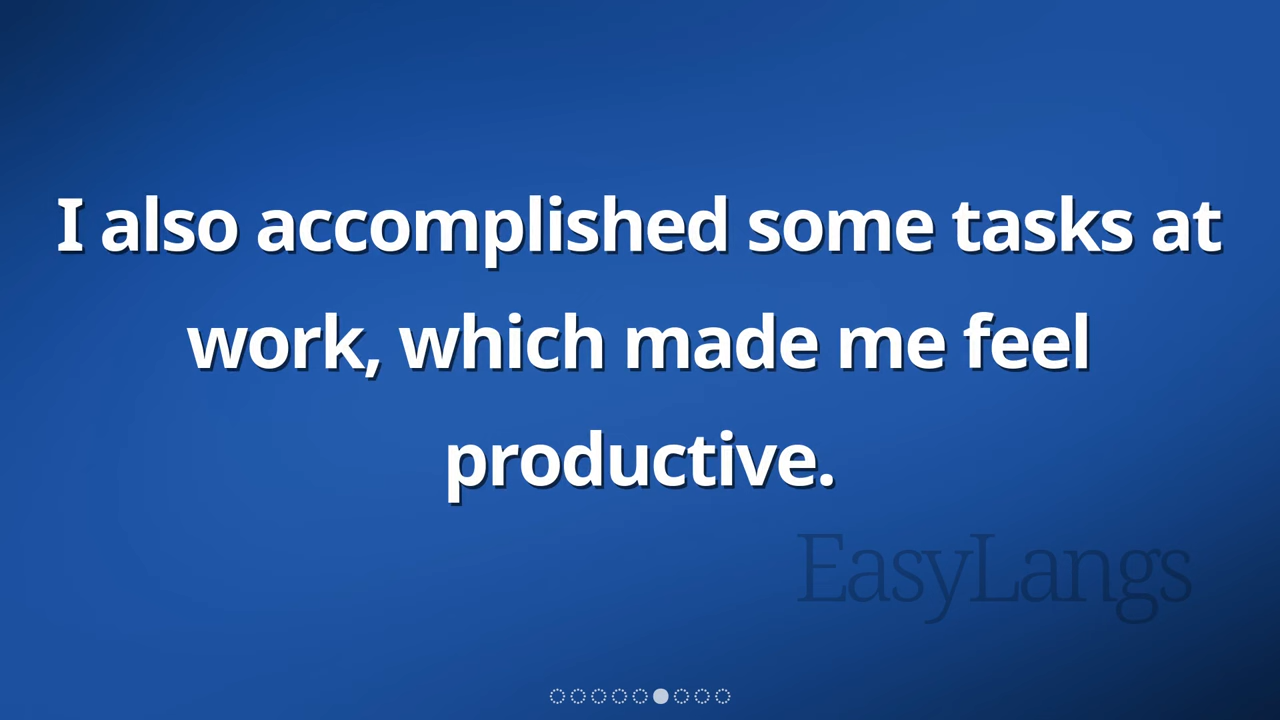 I also accomplished some tasks at
work, which made me feel
productive.
EasyLangs